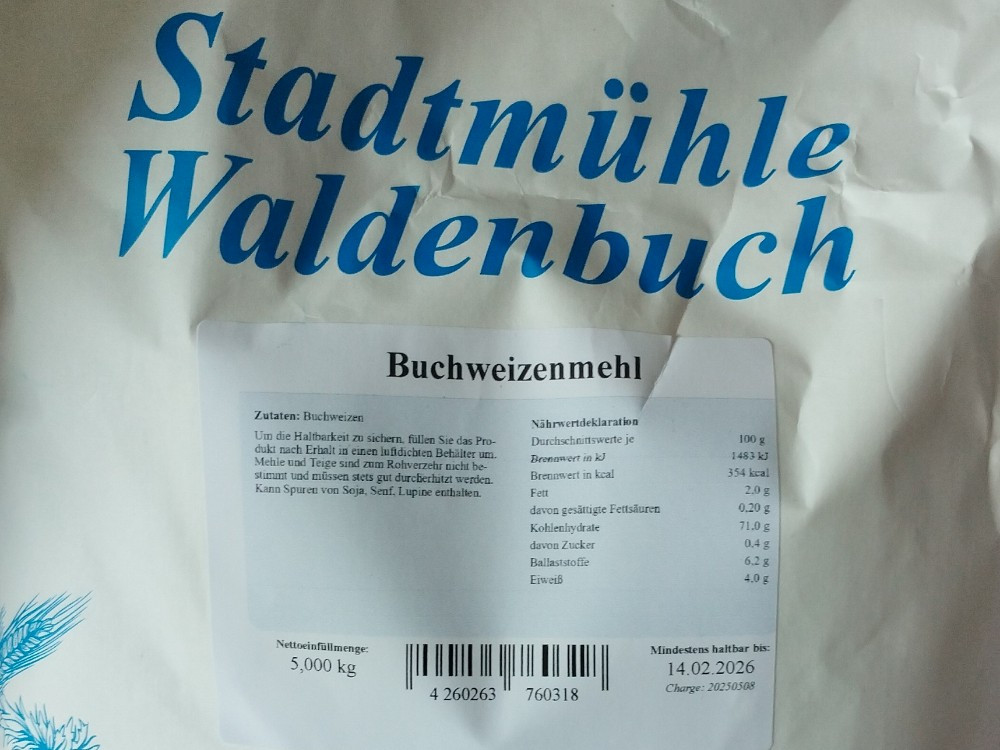 Stadtmühle
Waldenbuch
Buchweizenmehl
Zutaten: Buchweizen
Um die Haltbarkeit zu sichern, füllen Sie das Pro-
dukt nach Erhalt in einen luftdichten Behälter um.
Mehle und Teige sind zum Rohverzehr nicht be-
stimmt und müssen stets gut durcherhitzt werden.
Kann Spuren von Soja, Senf, Lupine enthalten.
Nährwertdeklaration
Durchschnittswerte je 100 g
Brennwert in kJ 1483 kJ
Brennwert in kcal 354 kcal
Fett 2,0 g
davon gesättigte Fettsäuren 0,20 g
Kohlenhydrate 71,0 g
davon Zucker 0,4 g
Ballaststoffe 6,2 g
Eiweiß 4,0 g
Nettoeinfüllmenge:
5,000 kg
4 260263 760318
Mindestens haltbar bis:
14.02.2026
Charge: 20250508